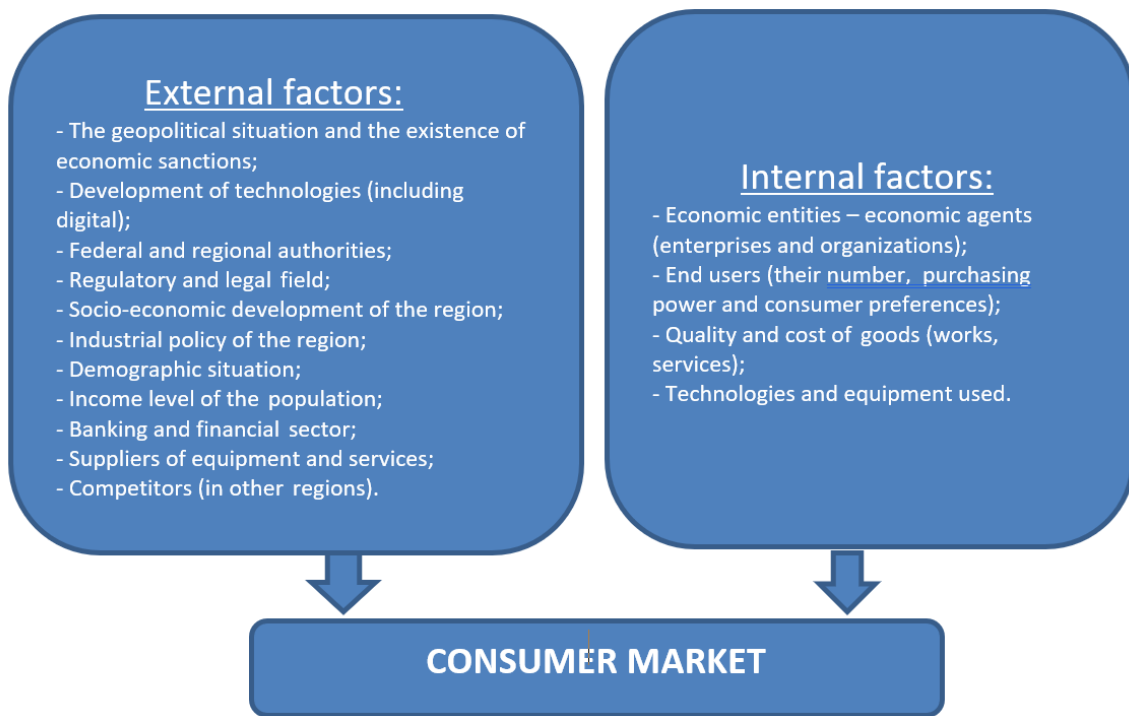 External factors:
- The geopolitical situation and the existence of
economic sanctions;
- Development of technologies (including
digital);
- Federal and regional authorities;
- Regulatory and legal field;
- Socio-economic development of the region;
- Industrial policy of the region;
- Demographic situation;
- Income level of the population;
- Banking and financial sector;
- Suppliers of equipment and services;
- Competitors (in other regions).
Internal factors:
- Economic entities – economic agents
(enterprises and organizations);
- End users (their number,  purchasing
power and consumer preferences);
- Quality and cost of goods (works,
services);
- Technologies and equipment used.
CONSUMER MARKET